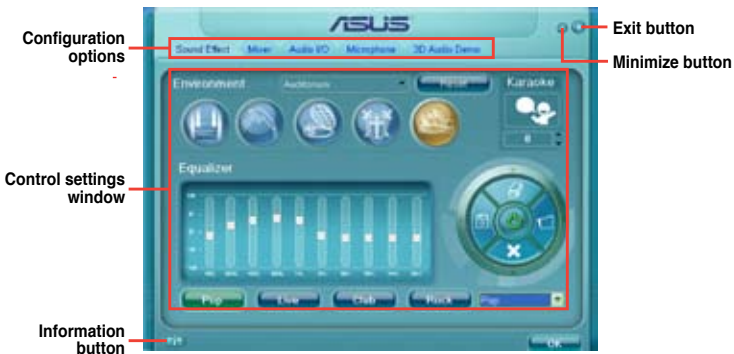 ASUS
Exit button
Configuration options
Sound Effect Mixer Audio I/O Microphone 3D Audio Demo
Minimize button
Environment Auditorium Reset Karaoke
0
Control settings window
Equalizer
Pop Live Club Rock Pop
Information button
OK